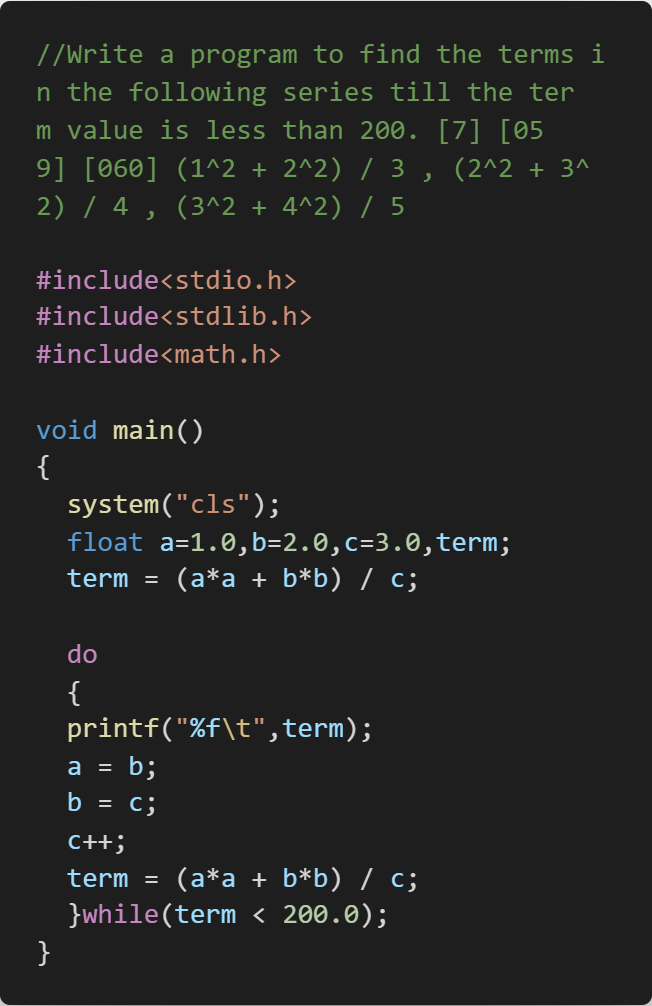 //Write a program to find the terms i
n the following series till the ter
m value is less than 200. [7] [05
9] [060] (1^2 + 2^2) / 3 , (2^2 + 3^
2) / 4 , (3^2 + 4^2) / 5
#include<stdio.h>
#include<stdlib.h>
#include<math.h>
void main()
{
system("cls");
float a=1.0,b=2.0,c=3.0,term;
term = (a*a + b*b) / c;
do
{
printf("%f\t",term);
a = b;
b = c;
c++;
term = (a*a + b*b) / c;
}while(term < 200.0);
}